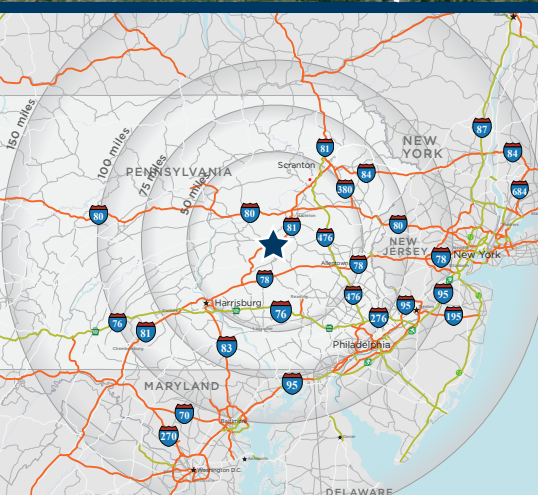 87
NEW
YORK
81
84
84
150 miles
100 miles
75 miles
50 miles
PENNSYLVANIA
Scranton
380
684
80
80
81
476
80
NEW
JERSEY
78
New York
Allentown
78
78
476
95
95
Harrisburg
76
276
195
76
81
83
Philadelphia
MARYLAND
95
70
270
Baltimore
Washington D.C.
DELAWARE